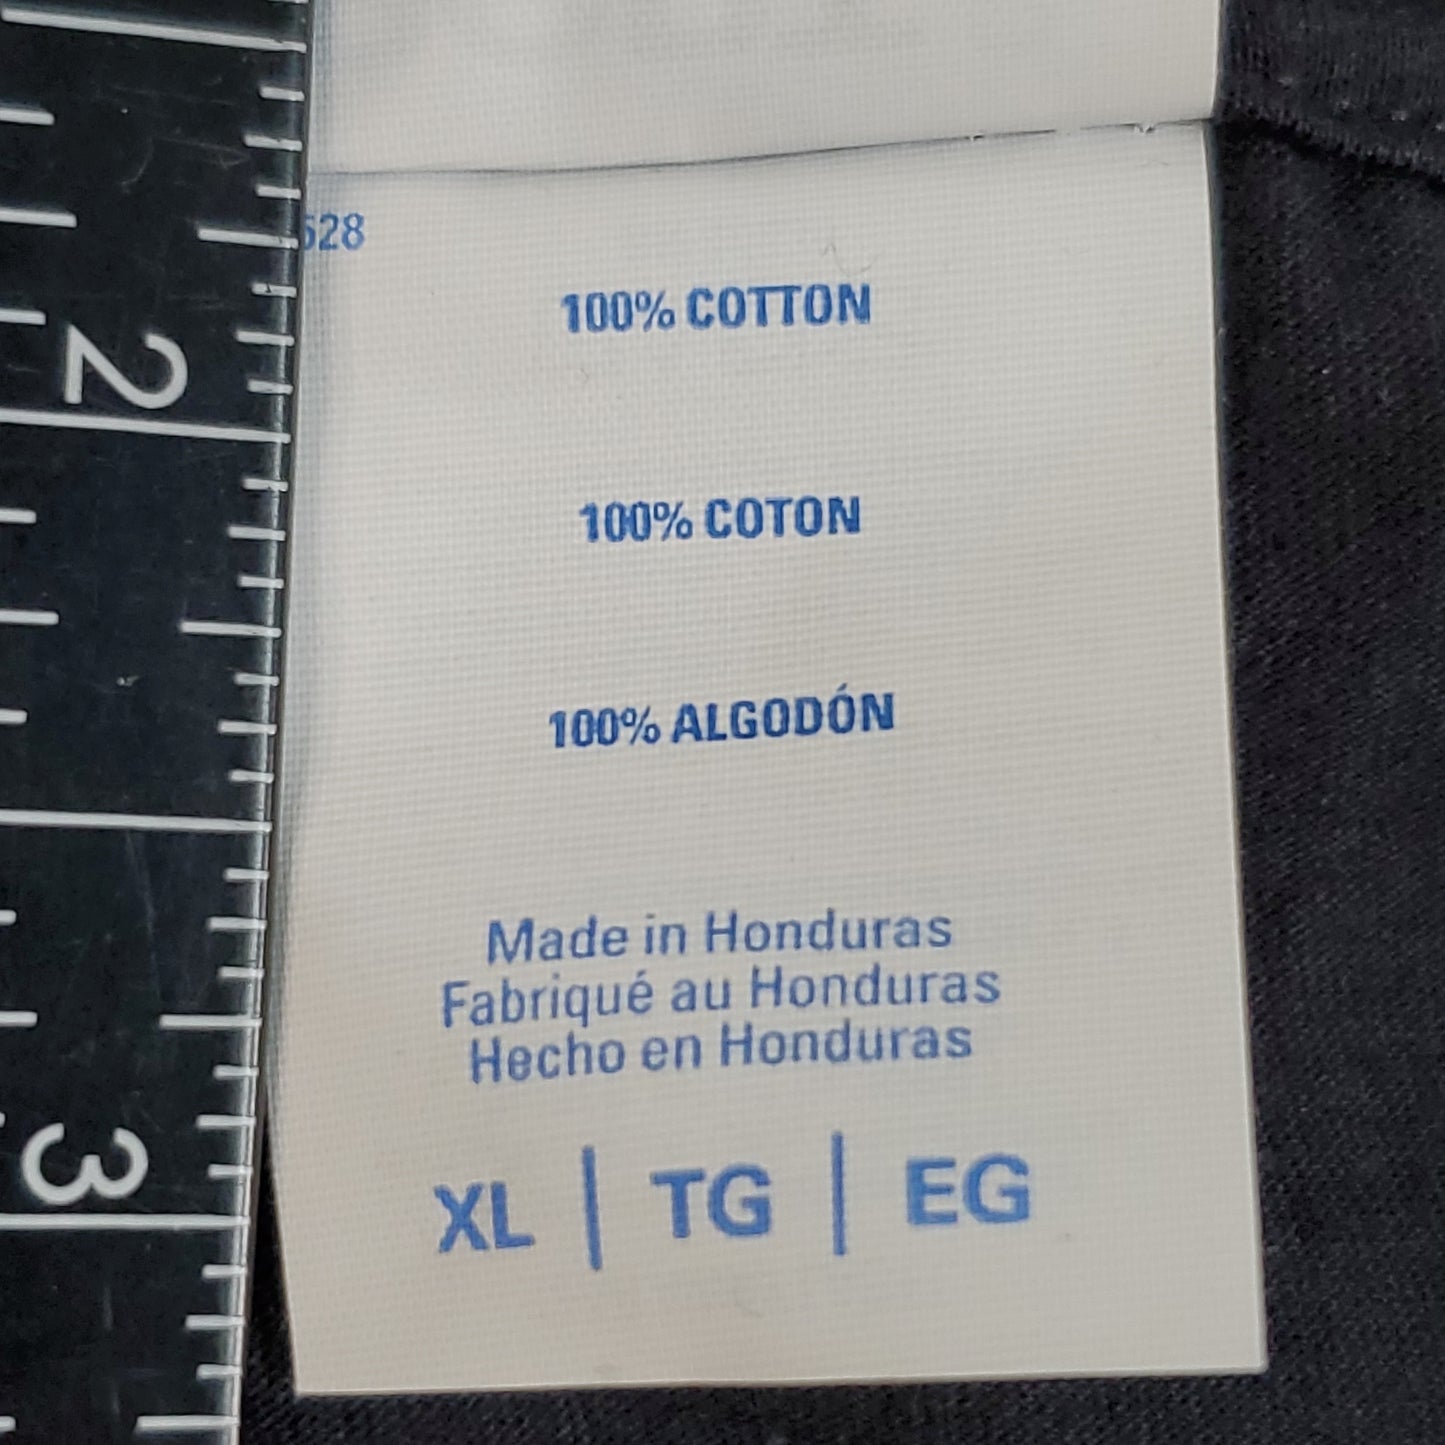 628
100% COTTON
100% COTON
100% ALGODÓN
Made in Honduras
Fabriqué au Honduras
Hecho en Honduras
XL | TG | EG
2
3